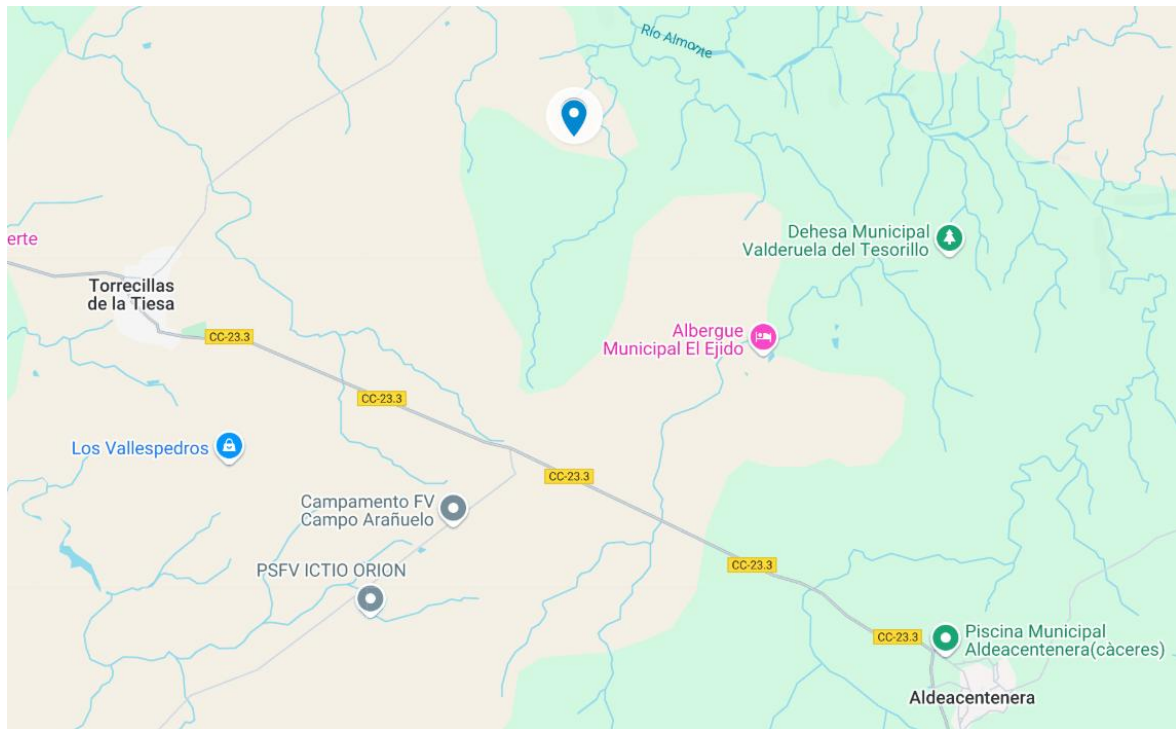 Río Almonte
Dehesa Municipal
Valderuela del Tesorillo
erte
Torrecillas
de la Tiesa
CC-23.3
Albergue
Municipal El Ejido
CC-23.3
Los Vallespedros
CC-23.3
Campamento FV
Campo Arañuelo
CC-23.3
PSFV ICTIO ORION
CC-23.3
Piscina Municipal
Aldeacentenera(càceres)
Aldeacentenera